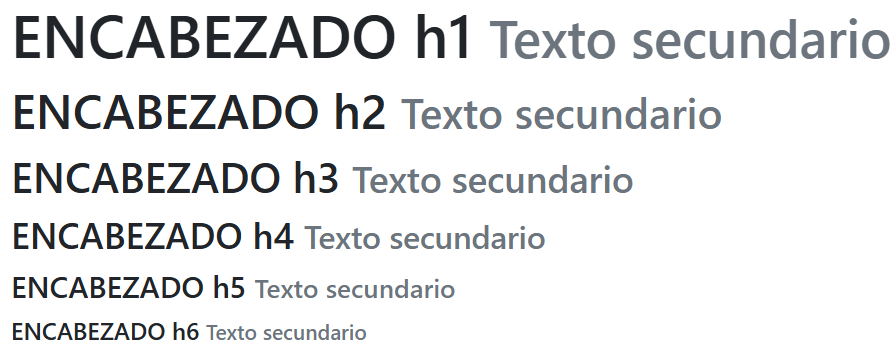 ENCABEZADO h1 Texto secundario
ENCABEZADO h2 Texto secundario
ENCABEZADO h3 Texto secundario
ENCABEZADO h4 Texto secundario
ENCABEZADO h5 Texto secundario
ENCABEZADO h6 Texto secundario